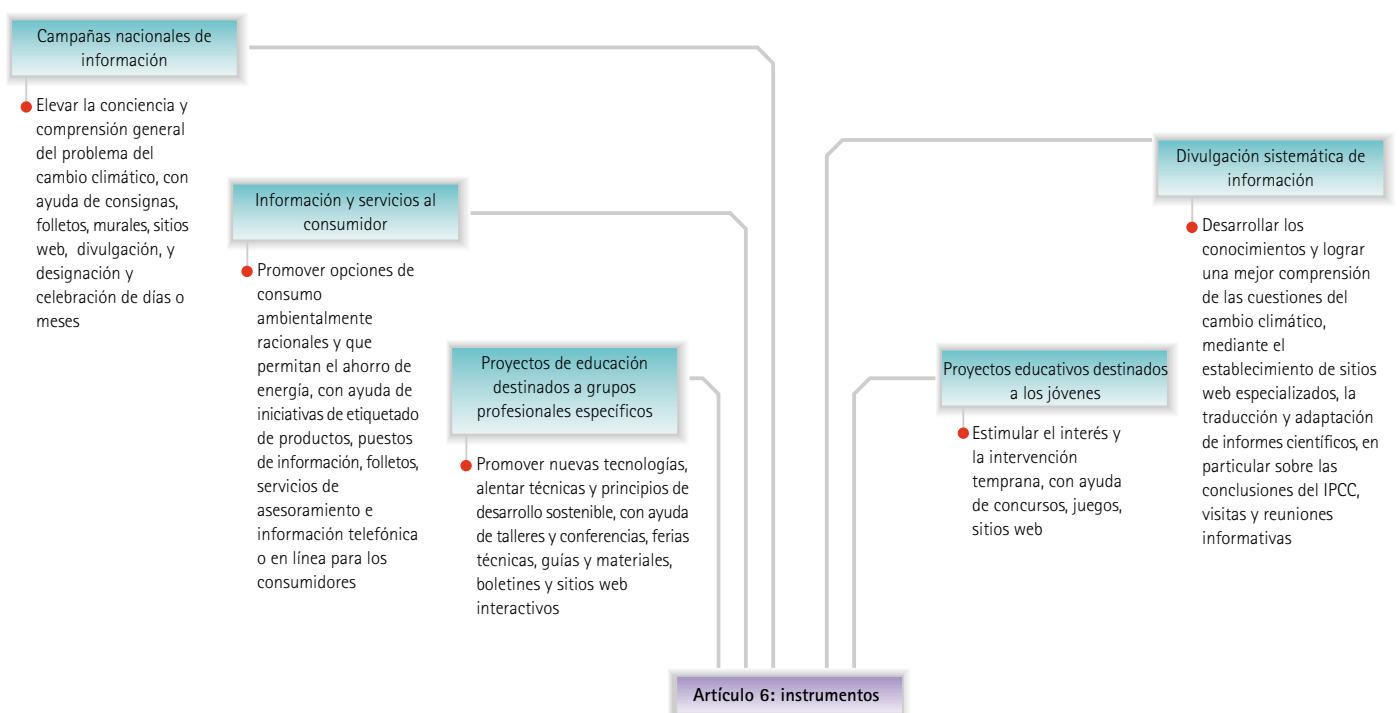 Campañas nacionales de
información
Elevar la conciencia y
comprensión general
del problema del
cambio climático, con
ayuda de consignas,
folletos, murales, sitios
web, divulgación, y
designación y
celebración de días o
meses
Información y servicios al
consumidor
Promover opciones de
consumo
ambientalmente
racionales y que
permitan el ahorro de
energía, con ayuda de
iniciativas de etiquetado
de productos, puestos
de información, folletos,
servicios de
asesoramiento e
información telefónica
o en línea para los
consumidores
Proyectos de educación
destinados a grupos
profesionales específicos
Promover nuevas tecnologías,
alentar técnicas y principios de
desarrollo sostenible, con ayuda
de talleres y conferencias, ferias
técnicas, guías y materiales,
boletines y sitios web
interactivos
Proyectos educativos destinados
a los jóvenes
Estimular el interés y
la intervención
temprana, con ayuda
de concursos, juegos,
sitios web
Divulgación sistemática de
información
Desarrollar los
conocimientos y lograr
una mejor comprensión
de las cuestiones del
cambio climático,
mediante el
establecimiento de sitios
web especializados, la
traducción y adaptación
de informes científicos, en
particular sobre las
conclusiones del IPCC,
visitas y reuniones
informativas
Artículo 6: instrumentos